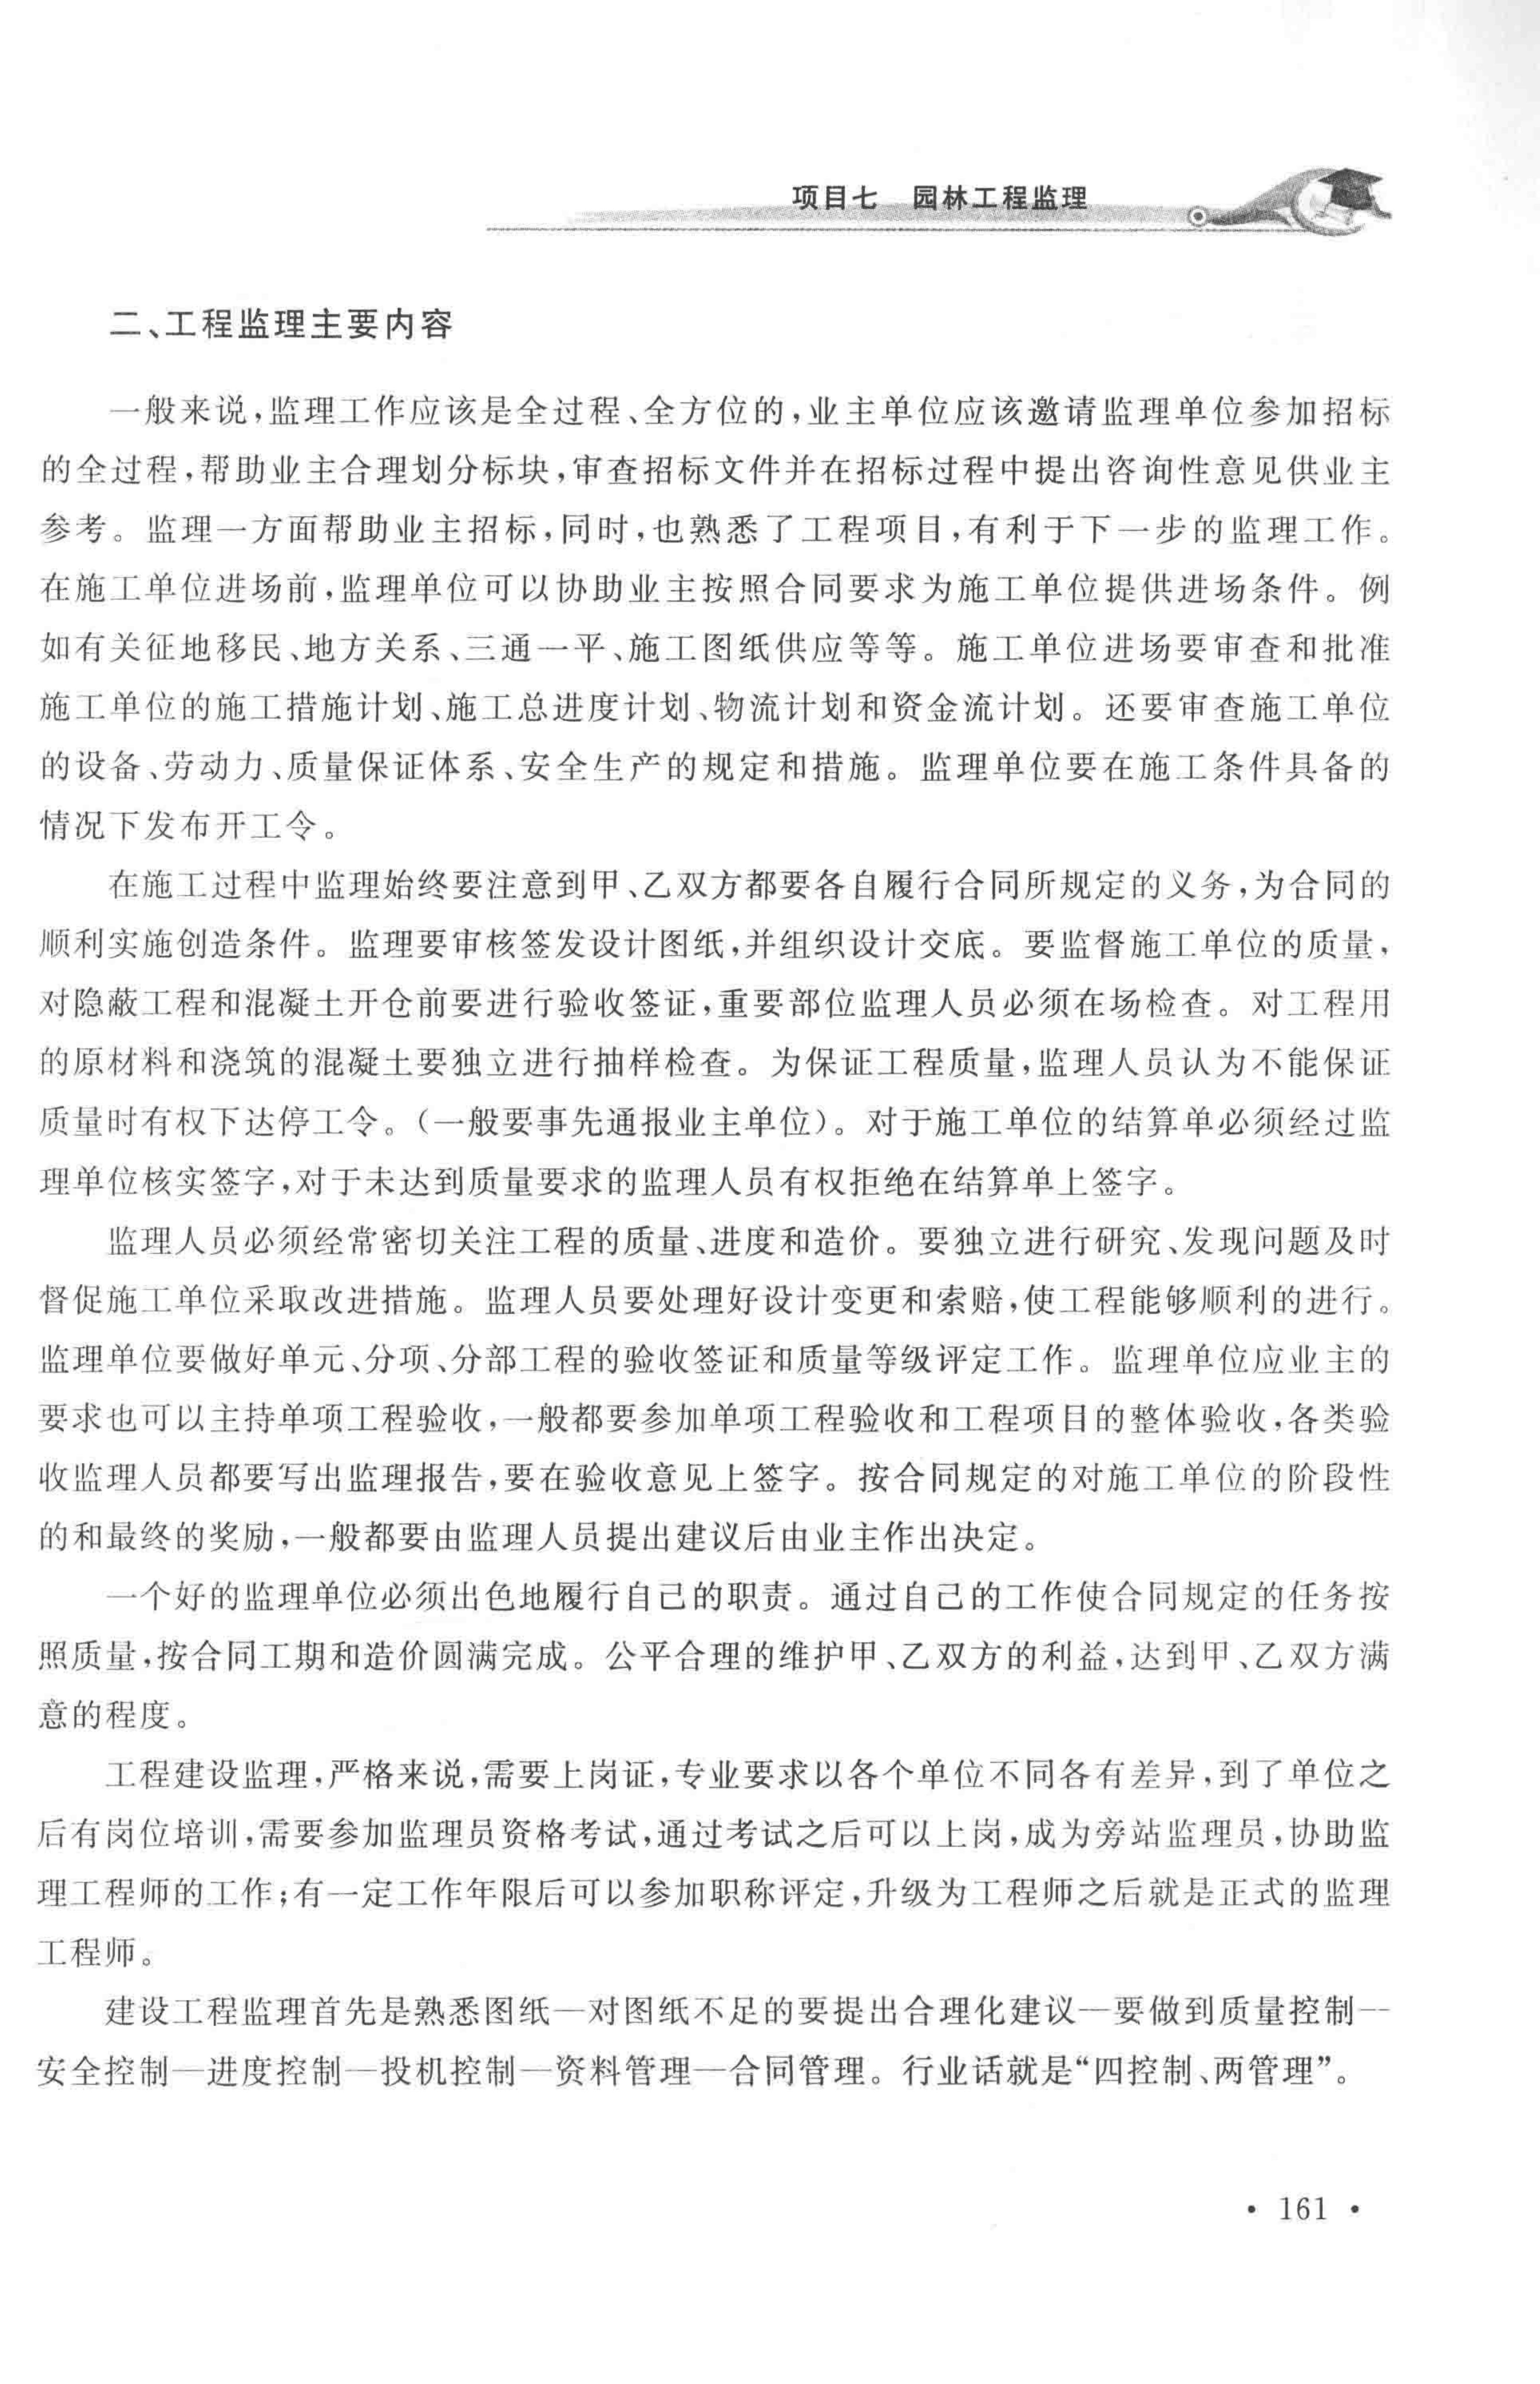 项目七 园林工程监理
二、工程监理主要内容
一般来说,监理工作应该是全过程、全方位的,业主单位应该邀请监理单位参加招标
的全过程,帮助业主合理划分标块,审查招标文件并在招标过程中提出咨询性意见供业主
参考。监理一方面帮助业主招标,同时,也熟悉了工程项目,有利于下一步的监理工作。
在施工单位进场前,监理单位可以协助业主按照合同要求为施工单位提供进场条件。例
如有关征地移民、地方关系、三通一平、施工图纸供应等等。施工单位进场要审查和批准
施工单位的施工措施计划、施工总进度计划、物流计划和资金流计划。还要审查施工单位
的设备、劳动力、质量保证体系、安全生产的规定和措施。监理单位要在施工条件具备的
情况下发布开工令。
在施工过程中监理始终要注意到甲、乙双方都要各自履行合同所规定的义务,为合同的
顺利实施创造条件。监理要审核签发设计图纸,并组织设计交底。要监督施工单位的质量,
对隐蔽工程和混凝土开仓前要进行验收签证,重要部位监理人员必须在场检查。对工程用
的原材料和浇筑的混凝土要独立进行抽样检查。为保证工程质量,监理人员认为不能保证
质量时有权下达停工令。(一般要事先通报业主单位)。对于施工单位的结算单必须经过监
理单位核实签字,对于未达到质量要求的监理人员有权拒绝在结算单上签字。
监理人员必须经常密切关注工程的质量、进度和造价。要独立进行研究、发现问题及时
督促施工单位采取改进措施。监理人员要处理好设计变更和索赔,使工程能够顺利的进行。
监理单位要做好单元、分项、分部工程的验收签证和质量等级评定工作。监理单位应业主的
要求也可以主持单项工程验收,一般都要参加单项工程验收和工程项目的整体验收,各类验
收监理人员都要写出监理报告,要在验收意见上签字。按合同规定的对施工单位的阶段性
的和最终的奖励,一般都要由监理人员提出建议后由业主作出决定。
一个好的监理单位必须出色地履行自己的职责。通过自己的工作使合同规定的任务按
照质量,按合同工期和造价圆满完成。公平合理的维护甲、乙双方的利益,达到甲、乙双方满
意的程度。
工程建设监理,严格来说,需要上岗证,专业要求以各个单位不同各有差异,到了单位之
后有岗位培训,需要参加监理员资格考试,通过考试之后可以上岗,成为旁站监理员,协助监
理工程师的工作;有一定工作年限后可以参加职称评定,升级为工程师之后就是正式的监理
工程师。
建设工程监理首先是熟悉图纸—对图纸不足的要提出合理化建议—要做到质量控制—
安全控制—进度控制—投机控制—资料管理—合同管理。行业话就是“四控制、两管理”。
• 161 •